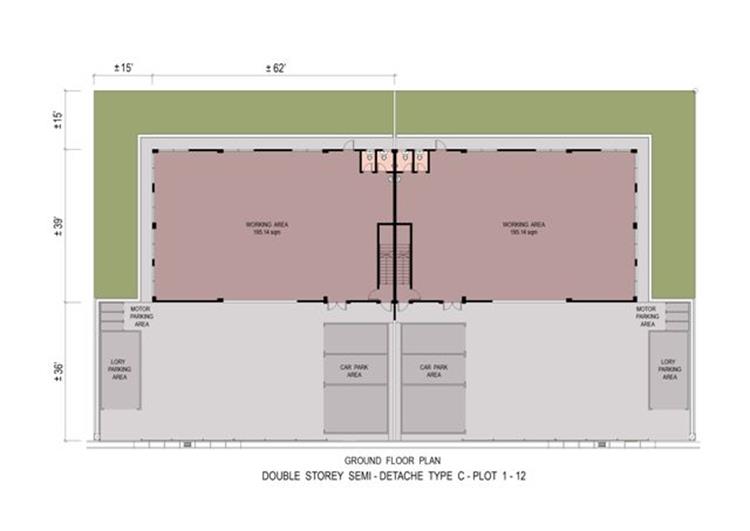 ±15'
±62'
±15'
±39'
±36'
WORKING AREA
195.14 sqm
WORKING AREA
195.14 sqm
MOTOR
PARKING
AREA
MOTOR
PARKING
AREA
LORY
PARKING
AREA
CAR PARK
AREA
CAR PARK
AREA
LORY
PARKING
AREA
GROUND FLOOR PLAN
DOUBLE STOREY SEMI - DETACHE TYPE C - PLOT 1 - 12